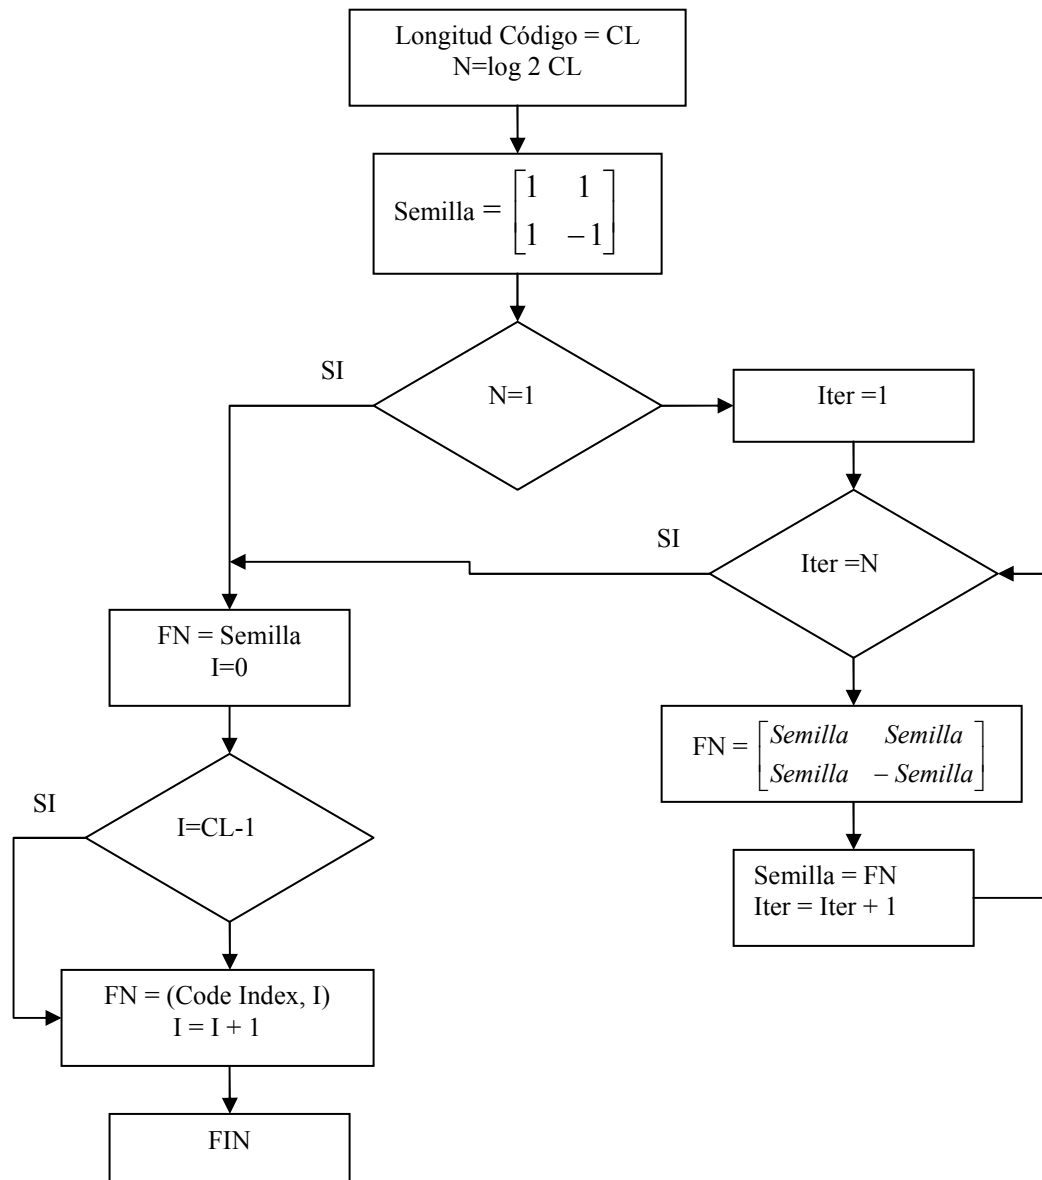 Longitud Código = CL
N=log 2 CL
Semilla = [1 1
1 −1]
SI
N=1
Iter =1
SI
Iter =N
FN = Semilla
I=0
FN = [Semilla Semilla
Semilla − Semilla]
SI
I=CL-1
Semilla = FN
Iter = Iter + 1
FN = (Code Index, I)
I = I + 1
FIN